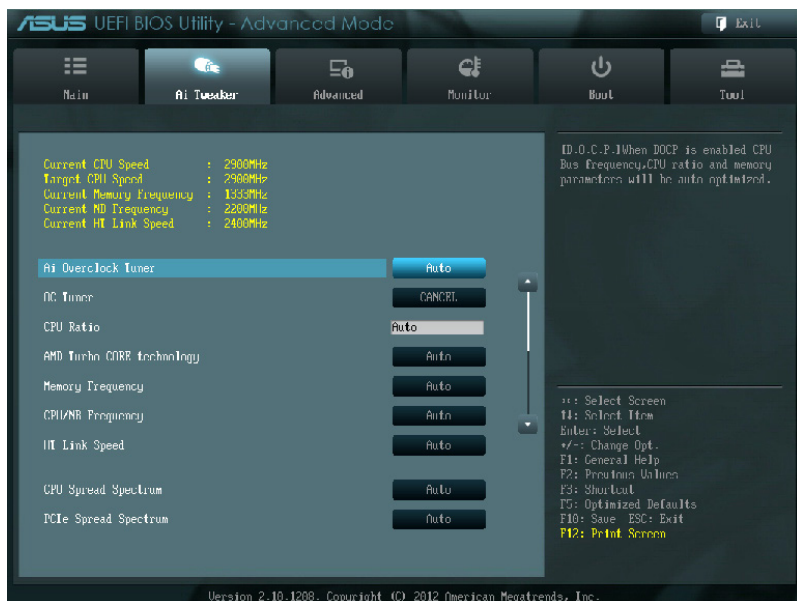 ASUS UEFI BIOS Utility - Advanced Mode
Exit
Main
Ai Tweaker
Advanced
Monitor
Boot
Tool
Current CPU Speed : 2900MHz
Target CPU Speed : 2900MHz
Current Memory Frequency : 1333MHz
Current NB Frequency : 2200MHz
Current HT Link Speed : 2400MHz
Ai Overclock Tuner Auto
OC Tuner CANCEL
CPU Ratio Auto
AMD Turbo CORE technology Auto
Memory Frequency Auto
CPU/NB Frequency Auto
HT Link Speed Auto
CPU Spread Spectrum Auto
PCIe Spread Spectrum Auto
[D.O.C.P.]When DOCP is enabled CPU
Bus frequency,CPU ratio and memory
parameters will be auto optimized.
→←: Select Screen
↑↓: Select Item
Enter: Select
+/-: Change Opt.
F1: General Help
F2: Previous Values
F3: Shortcut
F5: Optimized Defaults
F10: Save ESC: Exit
F12: Print Screen
Version 2.10.1208. Copyright (C) 2012 American Megatrends, Inc.